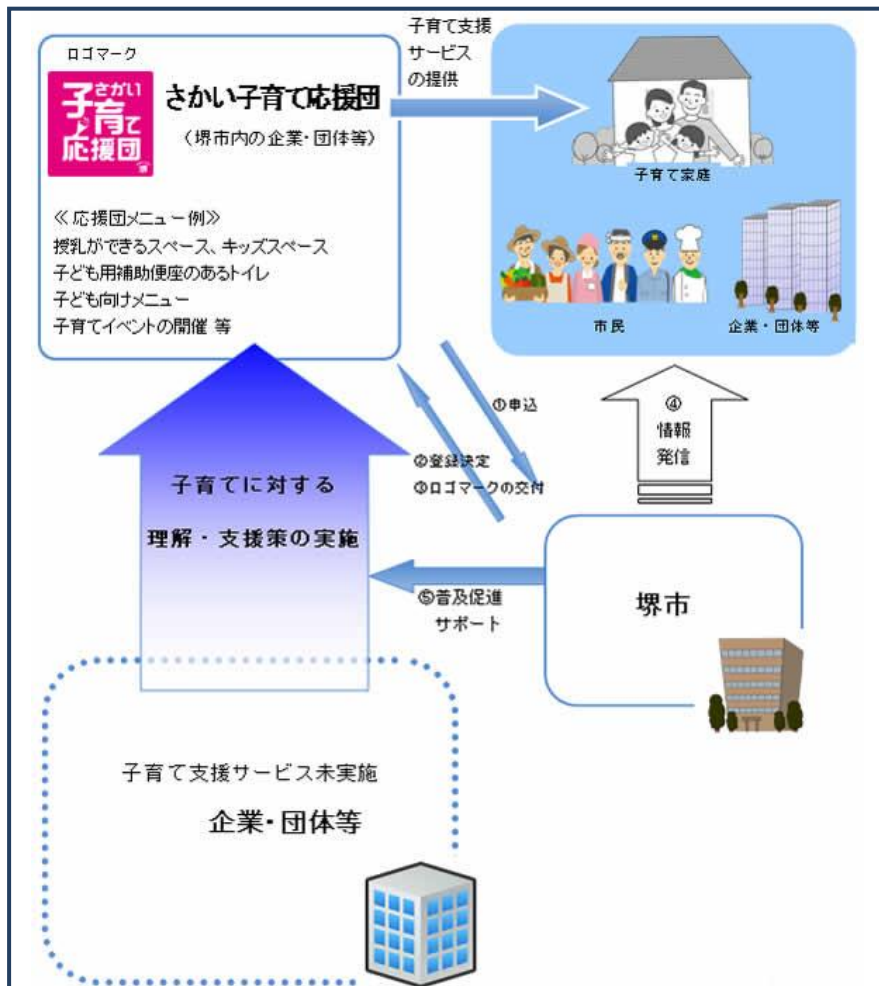 ロゴマーク
さかい
子育て
応援団
さかい子育て応援団
（堺市内の企業・団体等）
≪応援団メニュー例≫
授乳ができるスペース、キッズスペース
子ども用補助便座のあるトイレ
子ども向けメニュー
子育てイベントの開催 等
子育て支援
サービス
の提供
子育て家庭
市民
企業・団体等
①申込
②登録決定
③ロゴマークの交付
④
情報
発信
子育てに対する
理解・支援策の実施
⑤普及促進
サポート
堺市
子育て支援サービス未実施
企業・団体等